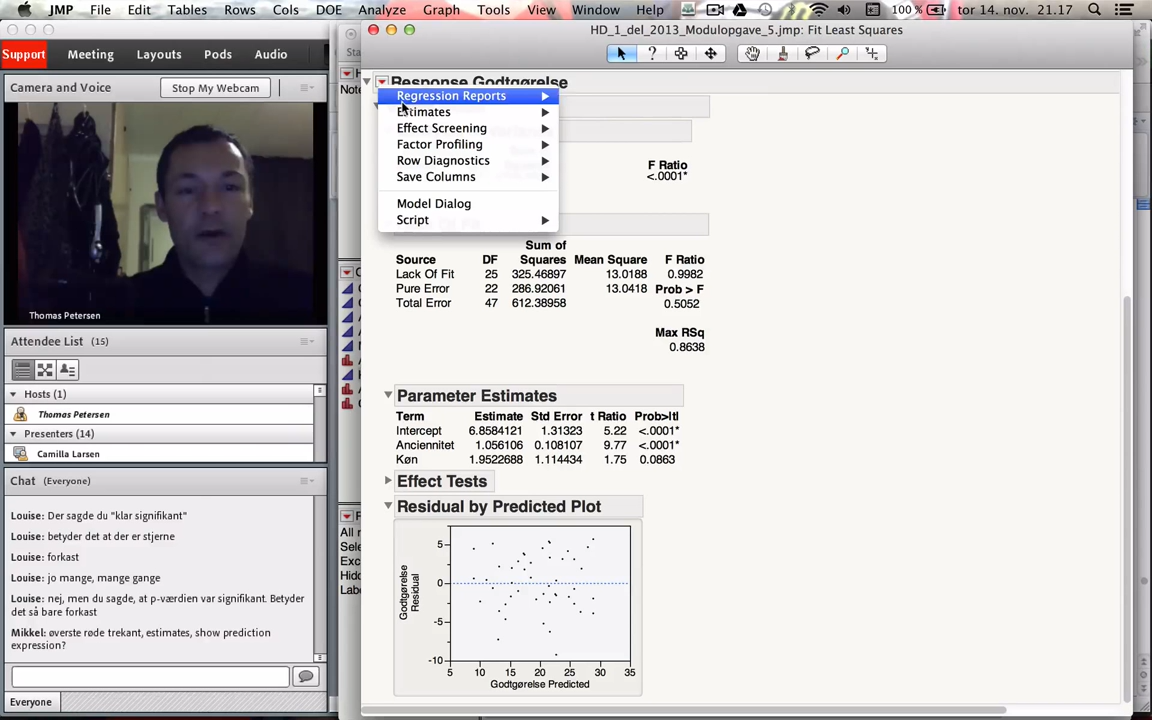 JMP File Edit Tables Rows Cols DOE Analyze Graph Tools View Window Help 100% tor 14. nov. 21.17
HD_1_del_2013_Modulopgave_5.jmp: Fit Least Squares
Support Meeting Layouts Pods Audio
Camera and Voice Stop My Webcam
Thomas Petersen
Attendee List (15)
Hosts (1)
Thomas Petersen
Presenters (14)
Camilla Larsen
Chat (Everyone)
Louise: Der sagde du "klar signifikant"
Louise: betyder det at der er stjerne
Louise: forkast
Louise: jo mange, mange gange
Louise: nej, men du sagde, at p-værdien var signifikant. Betyder
det så bare forkast
Mikkel: øverste røde trekant, estimates, show prediction
expression?
Everyone
Sta
Note
All r
Sele
Exc
Hidd
Labe
Response Godtgørelse
Regression Reports
Estimates
Effect Screening
Factor Profiling
Row Diagnostics
Save Columns
Model Dialog
Script
F Ratio
<.0001*
Sum of
Source DF Squares Mean Square F Ratio
Lack Of Fit 25 325.46897 13.0188 0.9982
Pure Error 22 286.92061 13.0418 Prob > F
Total Error 47 612.38958 0.5052
Max RSq
0.8638
Parameter Estimates
Term Estimate Std Error t Ratio Prob>|t|
Intercept 6.8584121 1.31323 5.22 <.0001*
Anciennitet 1.056106 0.108107 9.77 <.0001*
Køn 1.9522688 1.114434 1.75 0.0863
Effect Tests
Residual by Predicted Plot
Godtgørelse
Residual
5
0
-5
-10
5 10 15 20 25 30 35
Godtgørelse Predicted